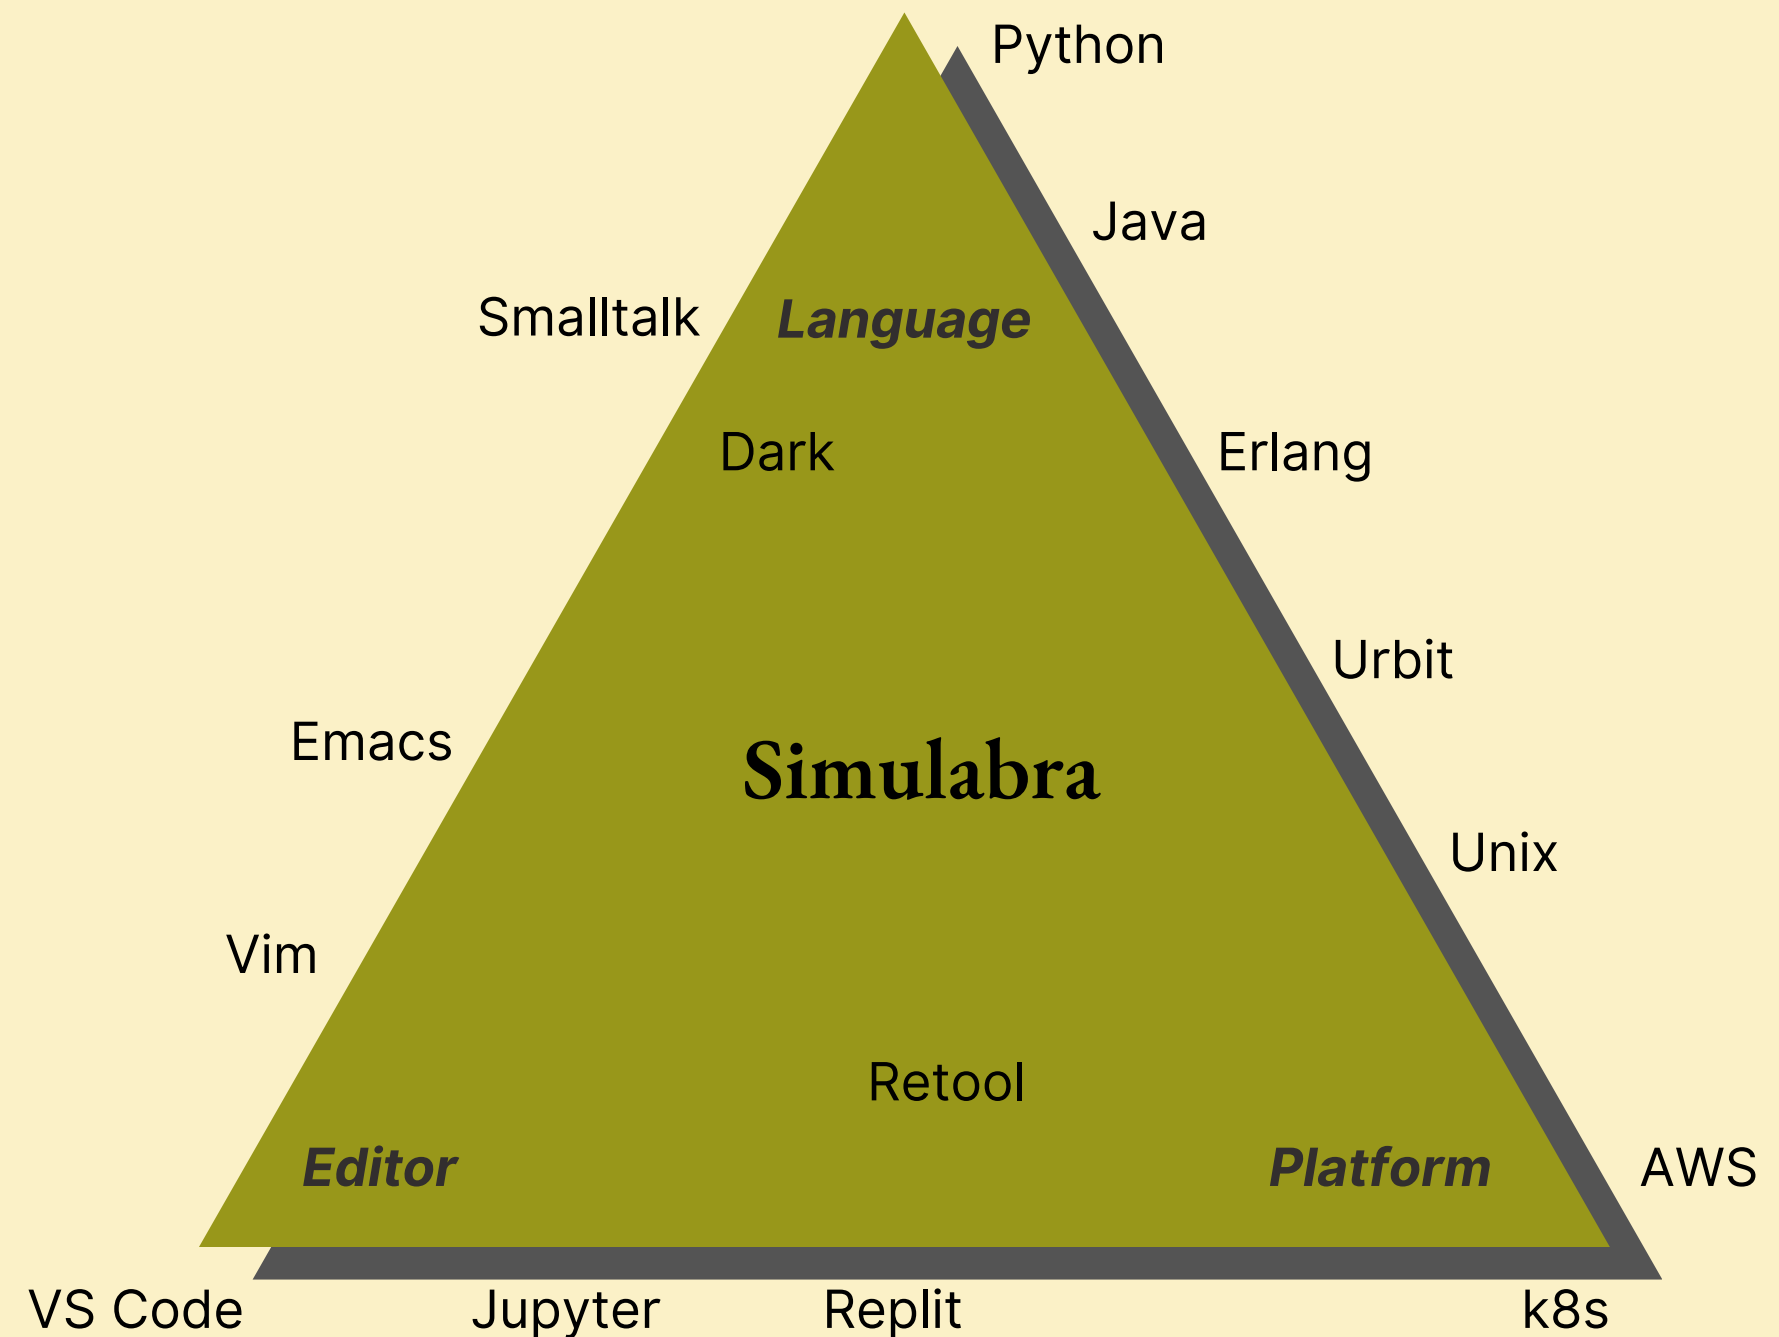 Python
Java
Smalltalk
Language
Dark
Erlang
Urbit
Emacs
Simulabra
Unix
Vim
Retool
Editor
Platform
AWS
VS Code
Jupyter
Replit
k8s